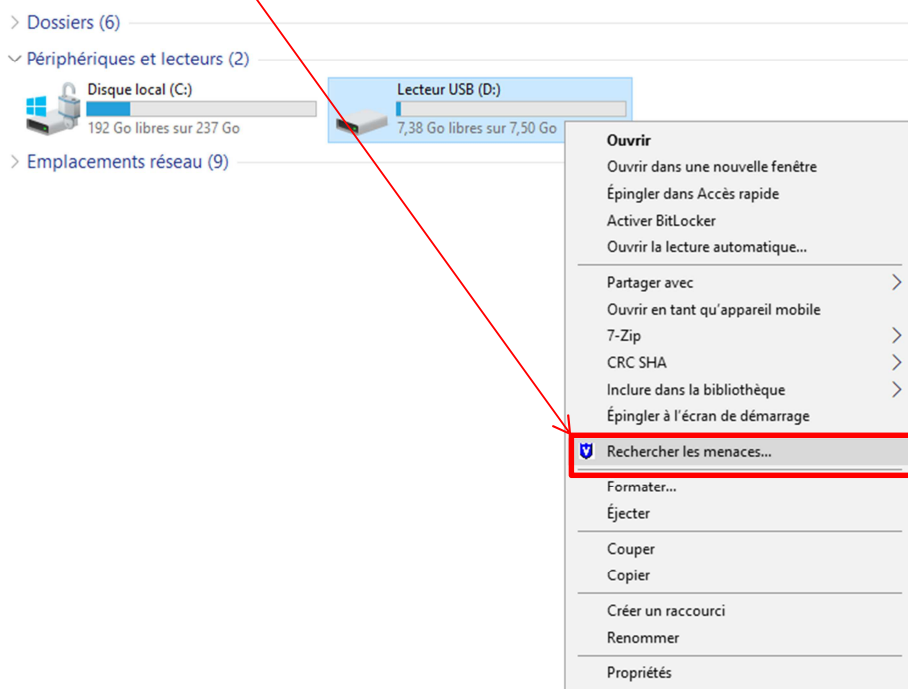 Dossiers (6)
Périphériques et lecteurs (2)
Disque local (C:)
192 Go libres sur 237 Go
Lecteur USB (D:)
7,38 Go libres sur 7,50 Go
Emplacements réseau (9)
Ouvrir
Ouvrir dans une nouvelle fenêtre
Épingler dans Accès rapide
Activer BitLocker
Ouvrir la lecture automatique...
Partager avec
Ouvrir en tant qu'appareil mobile
7-Zip
CRC SHA
Inclure dans la bibliothèque
Épingler à l'écran de démarrage
Rechercher les menaces...
Formater...
Éjecter
Couper
Copier
Créer un raccourci
Renommer
Propriétés